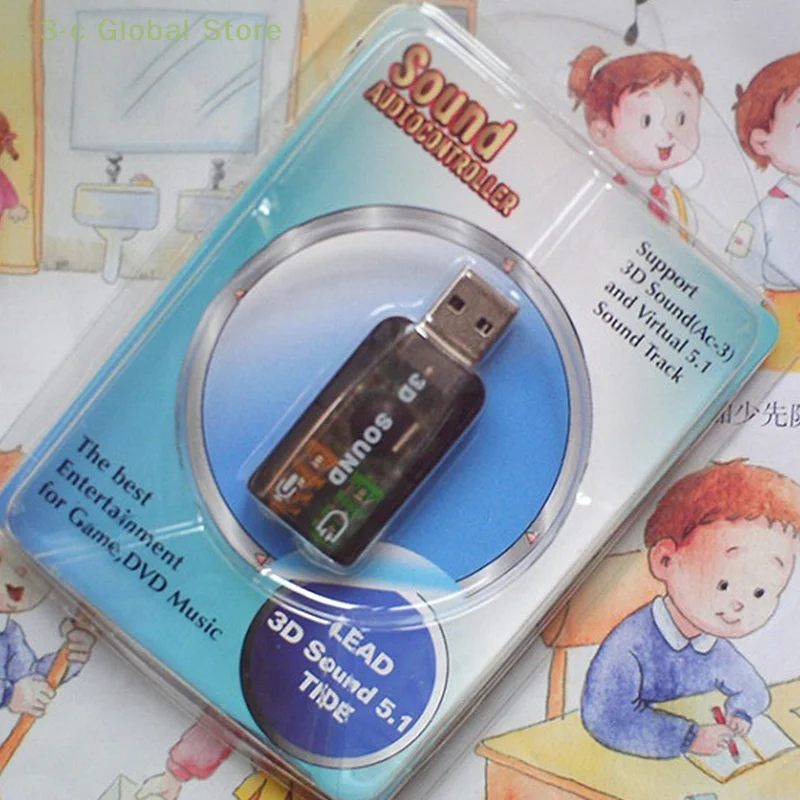 3-c Global Store
Sound
AUDIOCONTROLLER
Support
3D Sound(Ac-3)
and Virtual 5.1
Sound Track
3D SOUND
少先队
The best
Entertainment
for Game,DVD Music
LEAD
3D Sound 5.1
TIDE